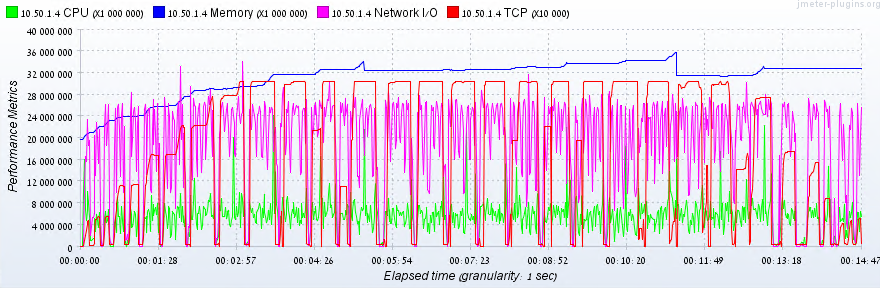 jmeter-plugins.org
10.50.1.4 CPU (X1 000 000) 10.50.1.4 Memory (X1 000 000) 10.50.1.4 Network I/O 10.50.1.4 TCP (X10 000)
40 000 000
36 000 000
32 000 000
28 000 000
24 000 000
20 000 000
16 000 000
12 000 000
8 000 000
4 000 000
0
Performance Metrics
00:00:00 00:01:28 00:02:57 00:04:26 00:05:54 00:07:23 00:08:52 00:10:20 00:11:49 00:13:18 00:14:47
Elapsed time (granularity: 1 sec)